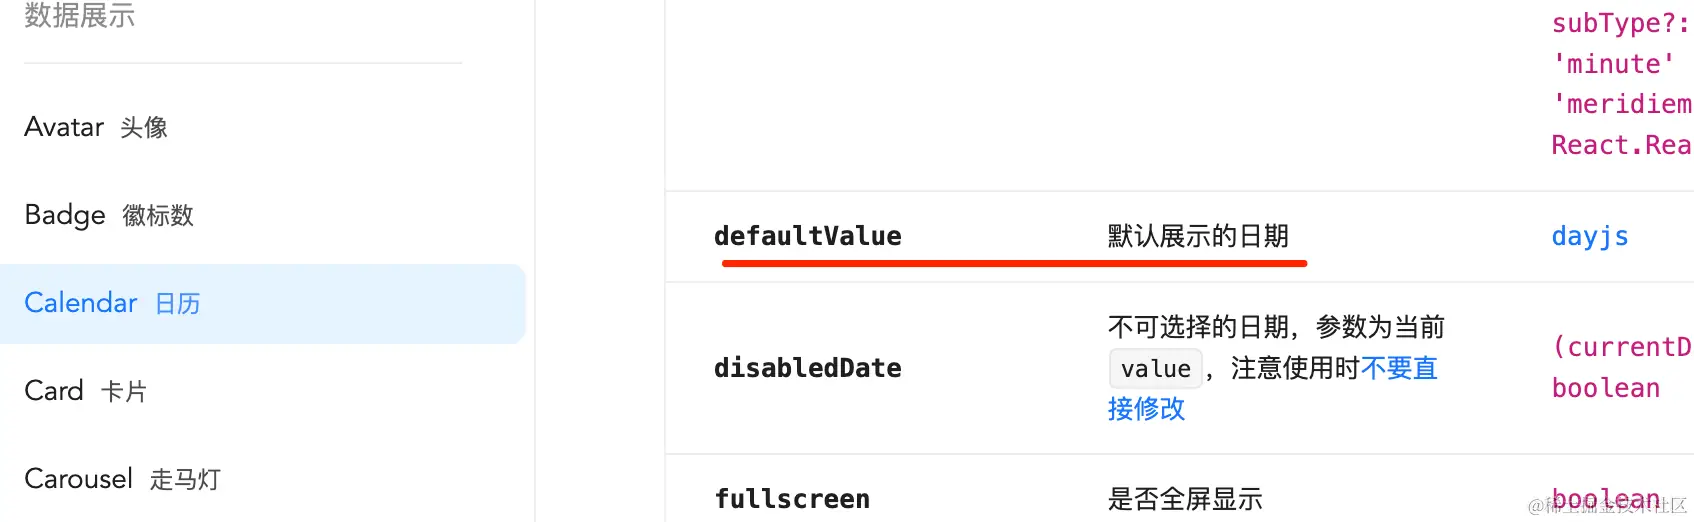 数据展示
Avatar 头像
Badge 徽标数
Calendar 日历
Card 卡片
Carousel 走马灯
subType?:
'minute'
'meridiem
React.Rea
defaultValue 默认展示的日期 dayjs
不可选择的日期，参数为当前
disabledDate value，注意使用时不要直
接修改
(currentD
boolean
fullscreen 是否全屏显示 boolean
@稀土掘金技术社区